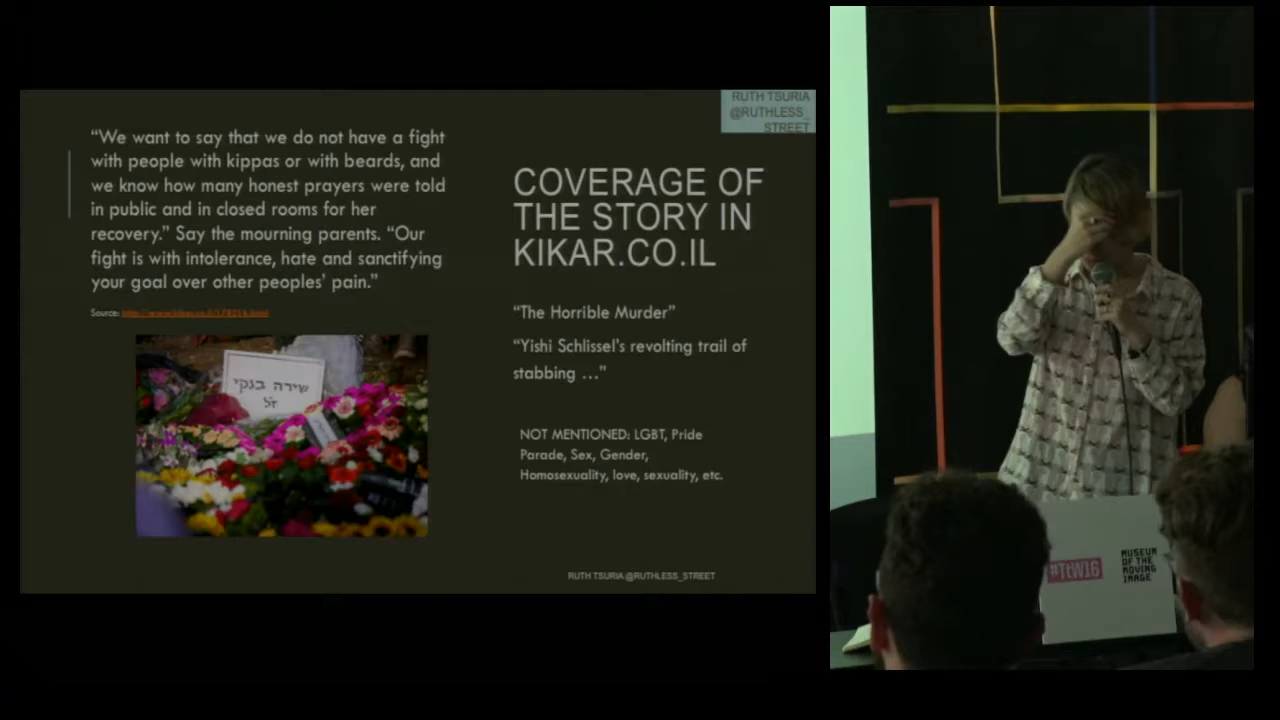 RUTH TSURIA
@RUTHLESS_
STREET
“We want to say that we do not have a fight
with people with kippas or with beards, and
we know how many honest prayers were told
in public and in closed rooms for her
recovery.” Say the mourning parents. “Our
fight is with intolerance, hate and sanctifying
your goal over other peoples’ pain.”
Source:
שירה בנקי
ז"ל
COVERAGE OF
THE STORY IN
KIKAR.CO.IL
“The Horrible Murder”
“Yishi Schlissel’s revolting trail of
stabbing …”
NOT MENTIONED: LGBT, Pride
Parade, Sex, Gender,
Homosexuality, love, sexuality, etc.
RUTH TSURIA @RUTHLESS_STREET
#TtW16
MUSEUM
OF THE
MOVING
IMAGE